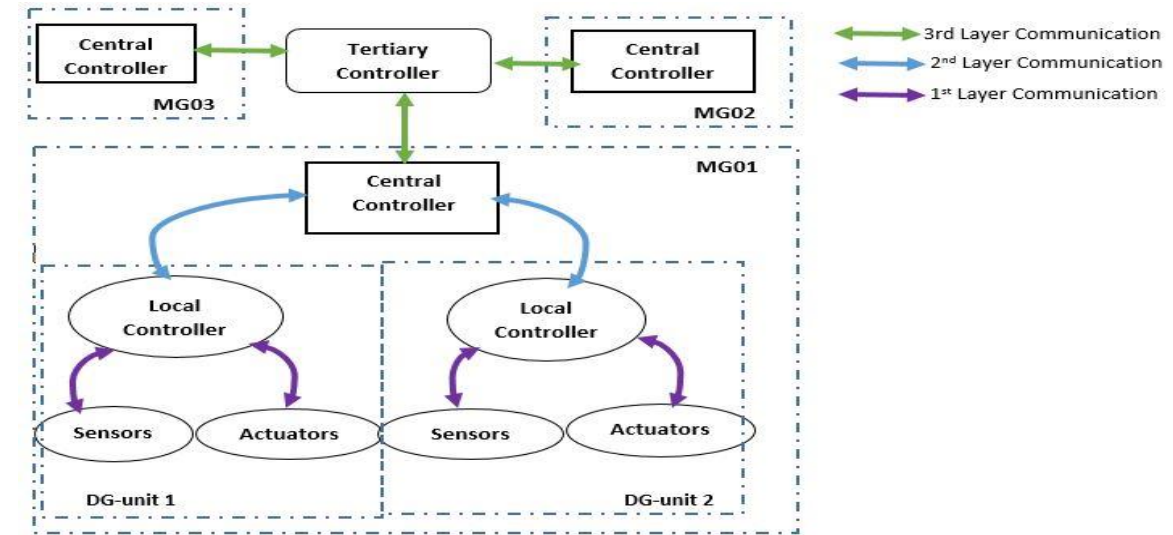 Central
Controller
MG03
Tertiary
Controller
Central
Controller
MG02
3rd Layer Communication
2nd Layer Communication
1st Layer Communication
MG01
Central
Controller
Local
Controller
Local
Controller
Sensors
Actuators
Sensors
Actuators
DG-unit 1
DG-unit 2